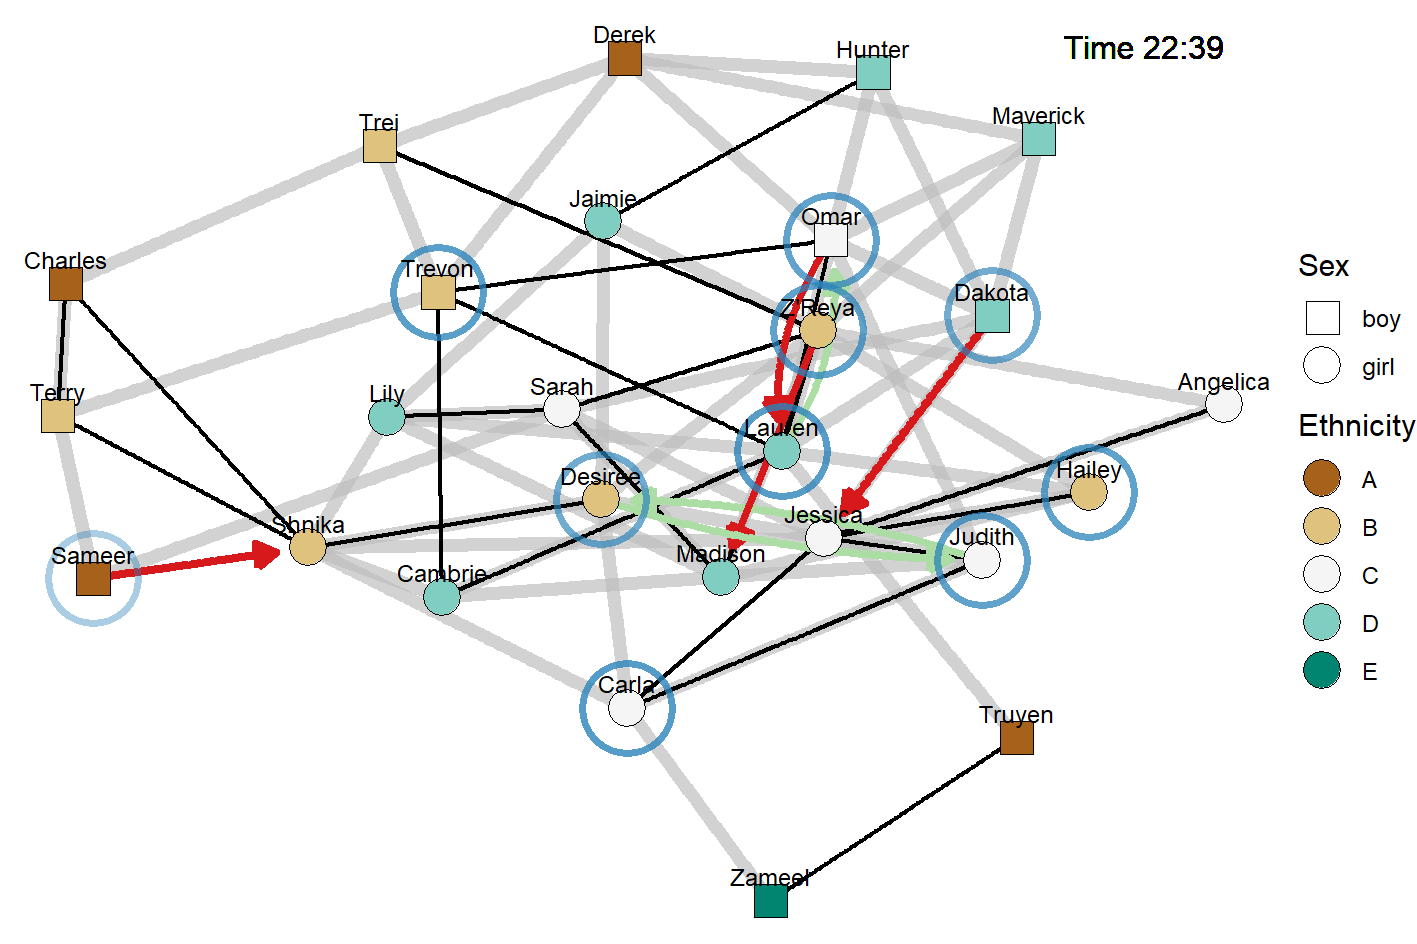 Derek
Hunter
Time 22:39
Maverick
Trei
Jaimie
Omar
Charles
Trevon
Dakota
Z'Reya
Sex
boy
girl
Terry
Lily
Sarah
Angelica
Lauren
Ethnicity
Desiree
Hailey
A
Shnika
Jessica
B
Sameer
Madison
Judith
Cambrie
C
D
E
Carla
Truyen
Zameel